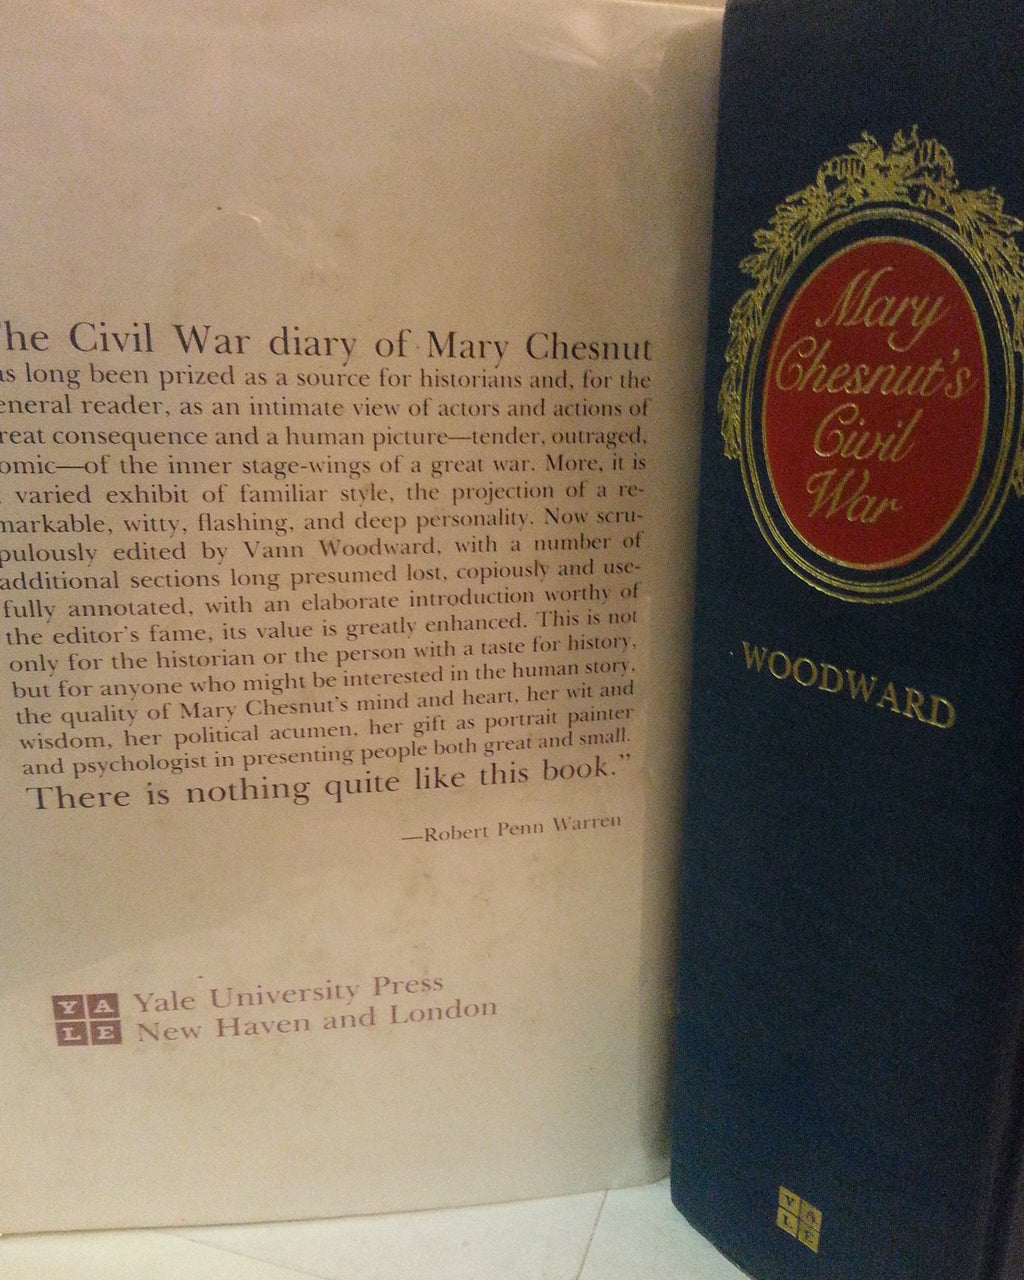 he Civil War diary of Mary Chesnut
as long been prized as a source for historians and, for the
eneral reader, as an intimate view of actors and actions of
reat consequence and a human picture—tender, outraged,
omic—of the inner stage-wings of a great war. More, it is
varied exhibit of familiar style, the projection of a re-
markable, witty, flashing, and deep personality. Now scru-
pulously edited by Vann Woodward, with a number of
additional sections long presumed lost, copiously and use-
fully annotated, with an elaborate introduction worthy of
the editor's fame, its value is greatly enhanced. This is not
only for the historian or the person with a taste for history,
but for anyone who might be interested in the human story,
the quality of Mary Chesnut's mind and heart, her wit and
wisdom, her political acumen, her gift as portrait painter
and psychologist in presenting people both great and small.
There is nothing quite like this book."
—Robert Penn Warren
YA
LE
Yale University Press
New Haven and London
Mary
Chesnut's
Civil
War
WOODWARD
YA
LE